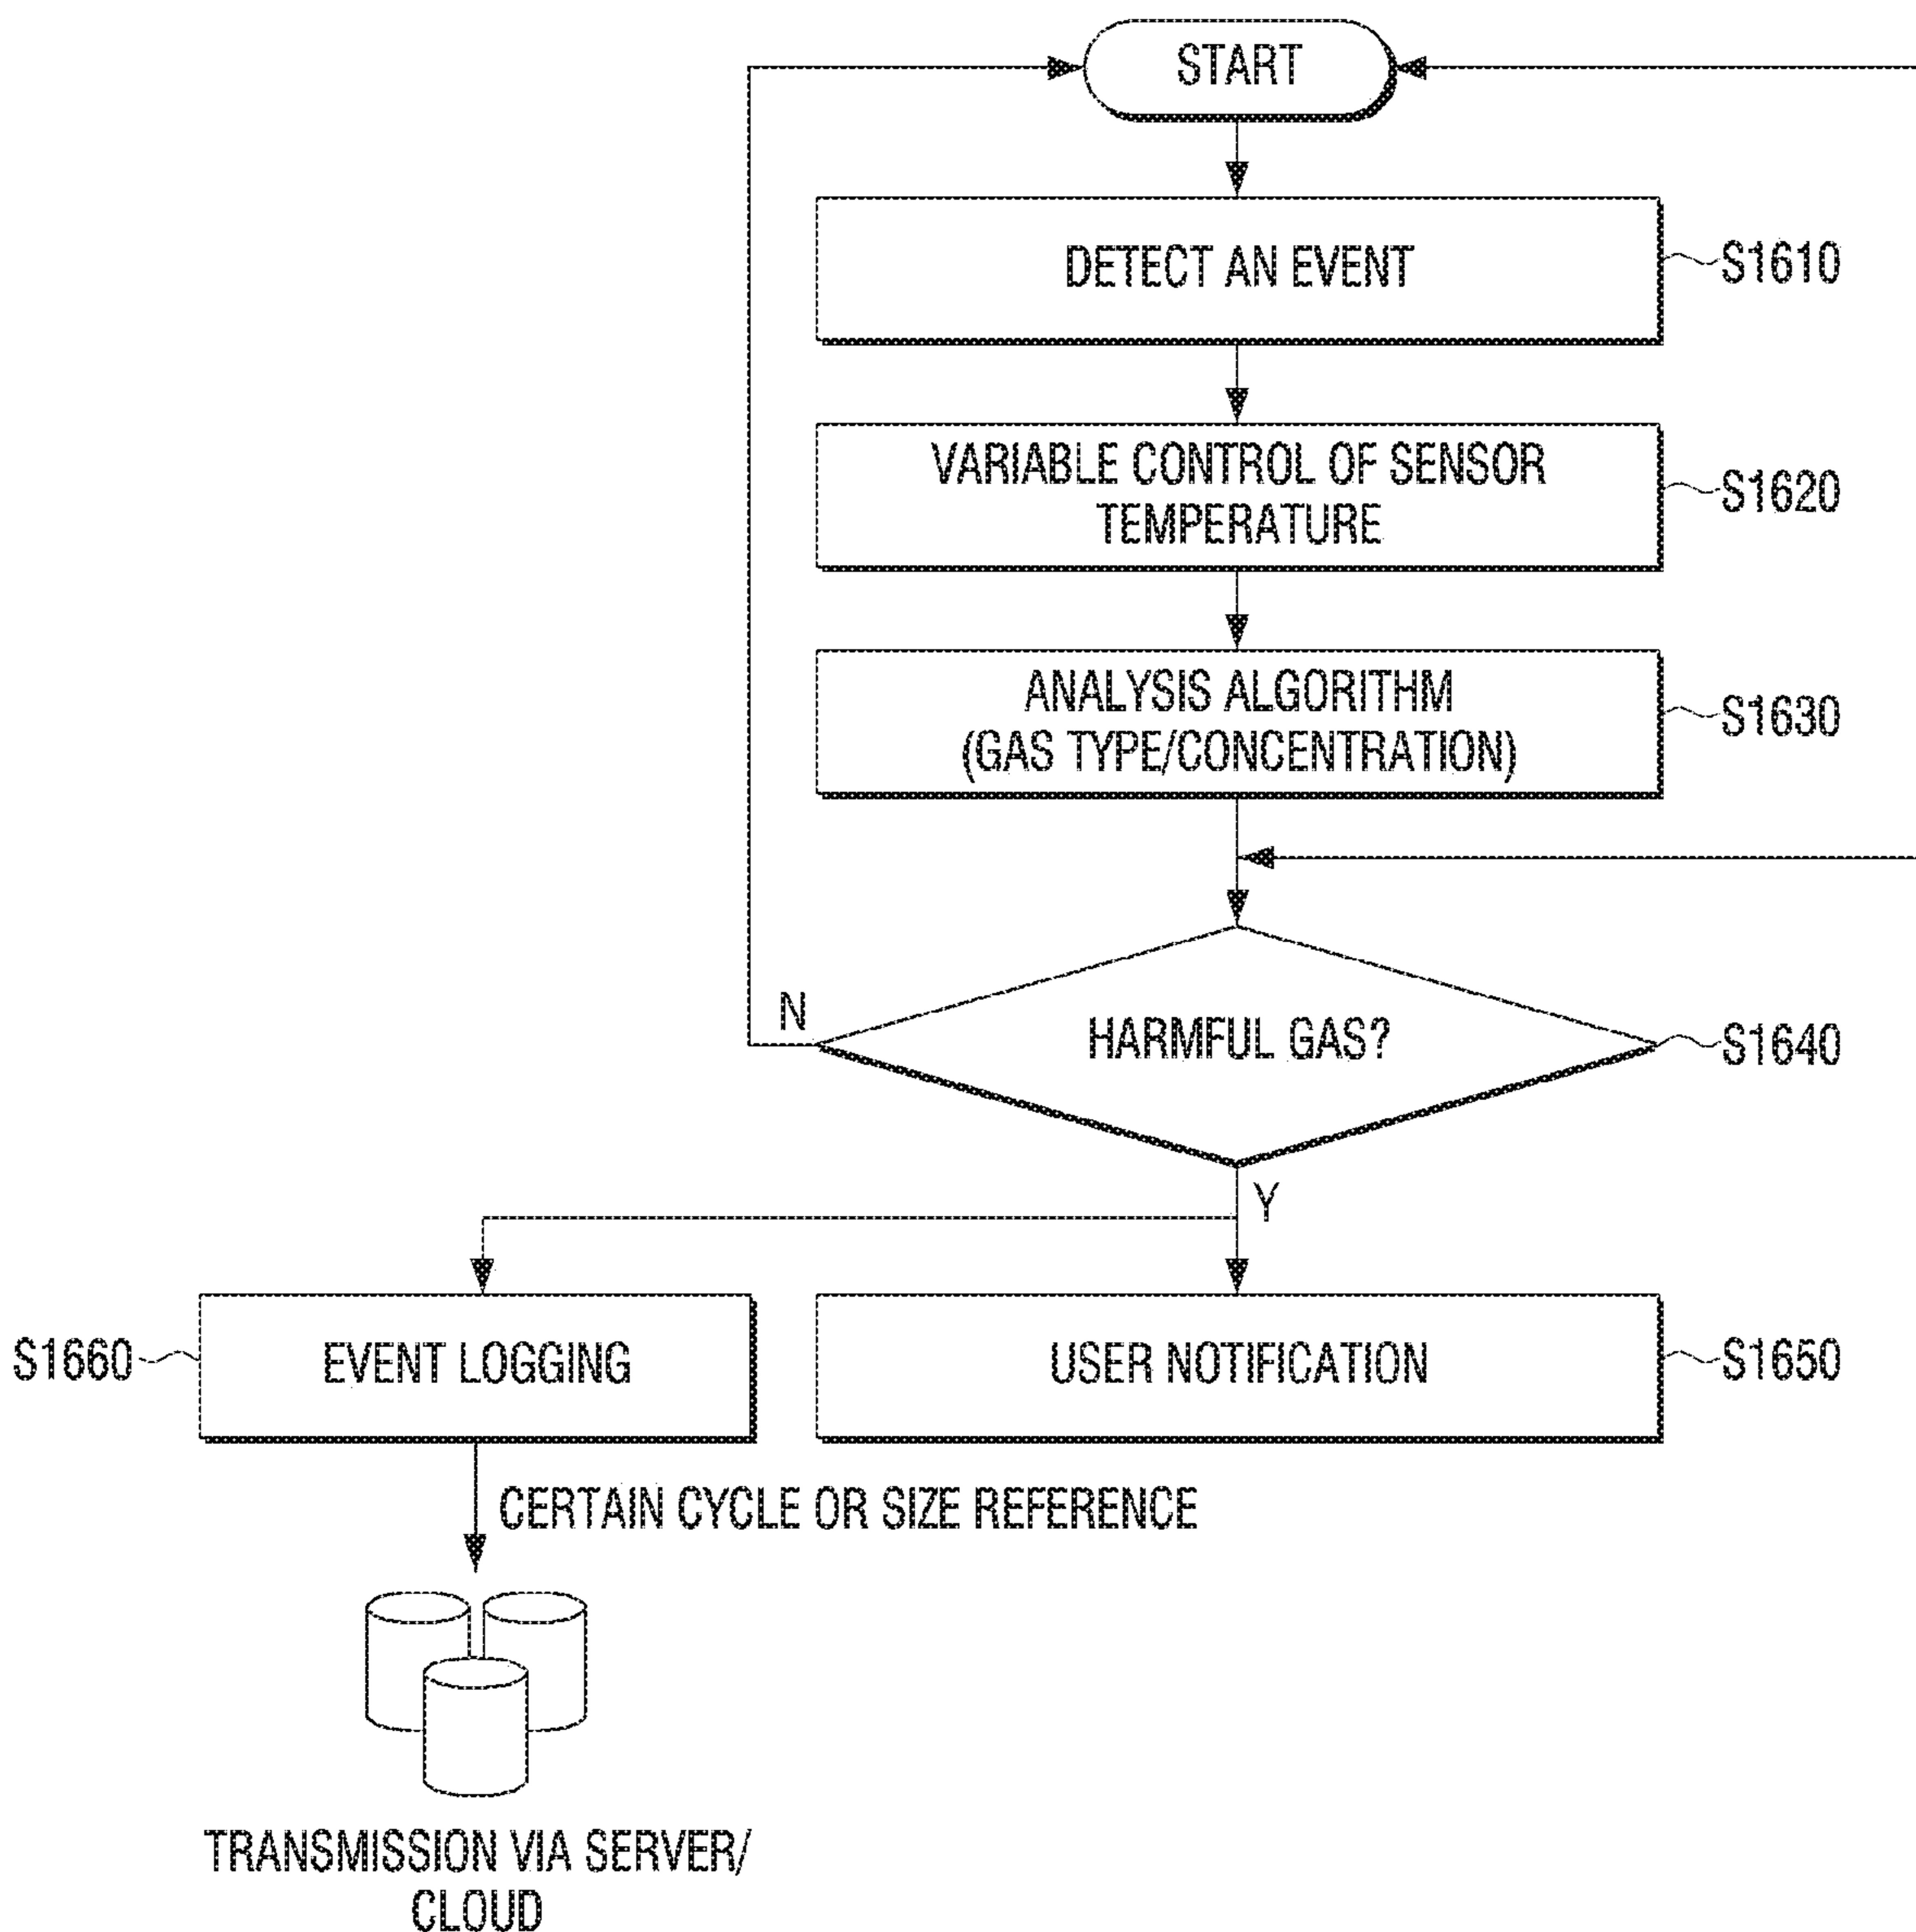 START
DETECT AN EVENT
S1610
VARIABLE CONTROL OF SENSOR
TEMPERATURE
S1620
ANALYSIS ALGORITHM
(GAS TYPE/CONCENTRATION)
S1630
N
HARMFUL GAS?
S1640
Y
S1660
EVENT LOGGING
USER NOTIFICATION
S1650
CERTAIN CYCLE OR SIZE REFERENCE
TRANSMISSION VIA SERVER/
CLOUD